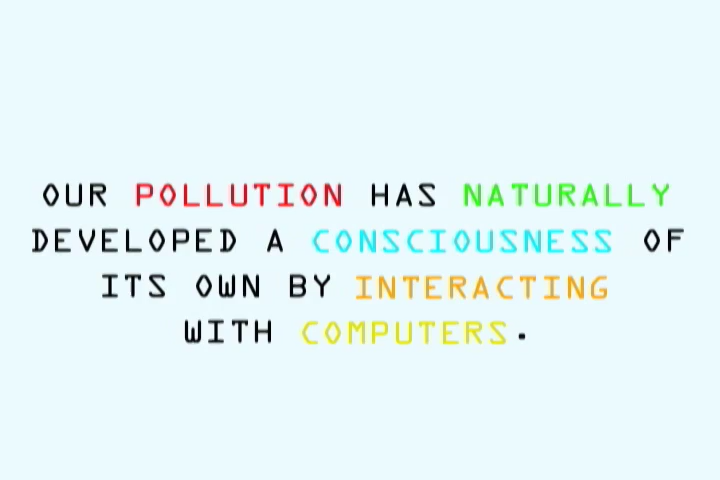 OUR POLLUTION HAS NATURALLY
DEVELOPED A CONSCIOUSNESS OF
ITS OWN BY INTERACTING
WITH COMPUTERS.